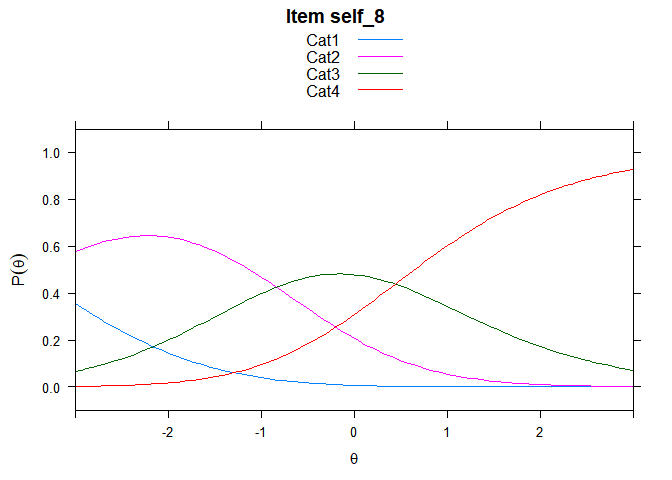 Item self_8
Cat1
Cat2
Cat3
Cat4
1.0
0.8
0.6
0.4
0.2
0.0
P(θ)
-2 -1 0 1 2
θ